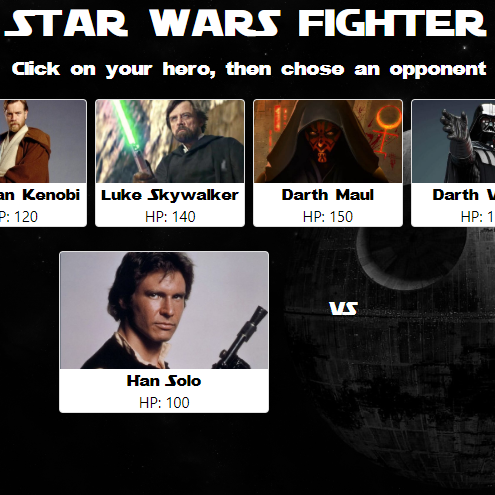 STAR WARS FIGHTER
Click on your hero, then chose an opponent
an Kenobi
Luke Skywalker
Darth Maul
Darth V
P: 120
HP: 140
HP: 150
HP: 1
VS
Han Solo
HP: 100